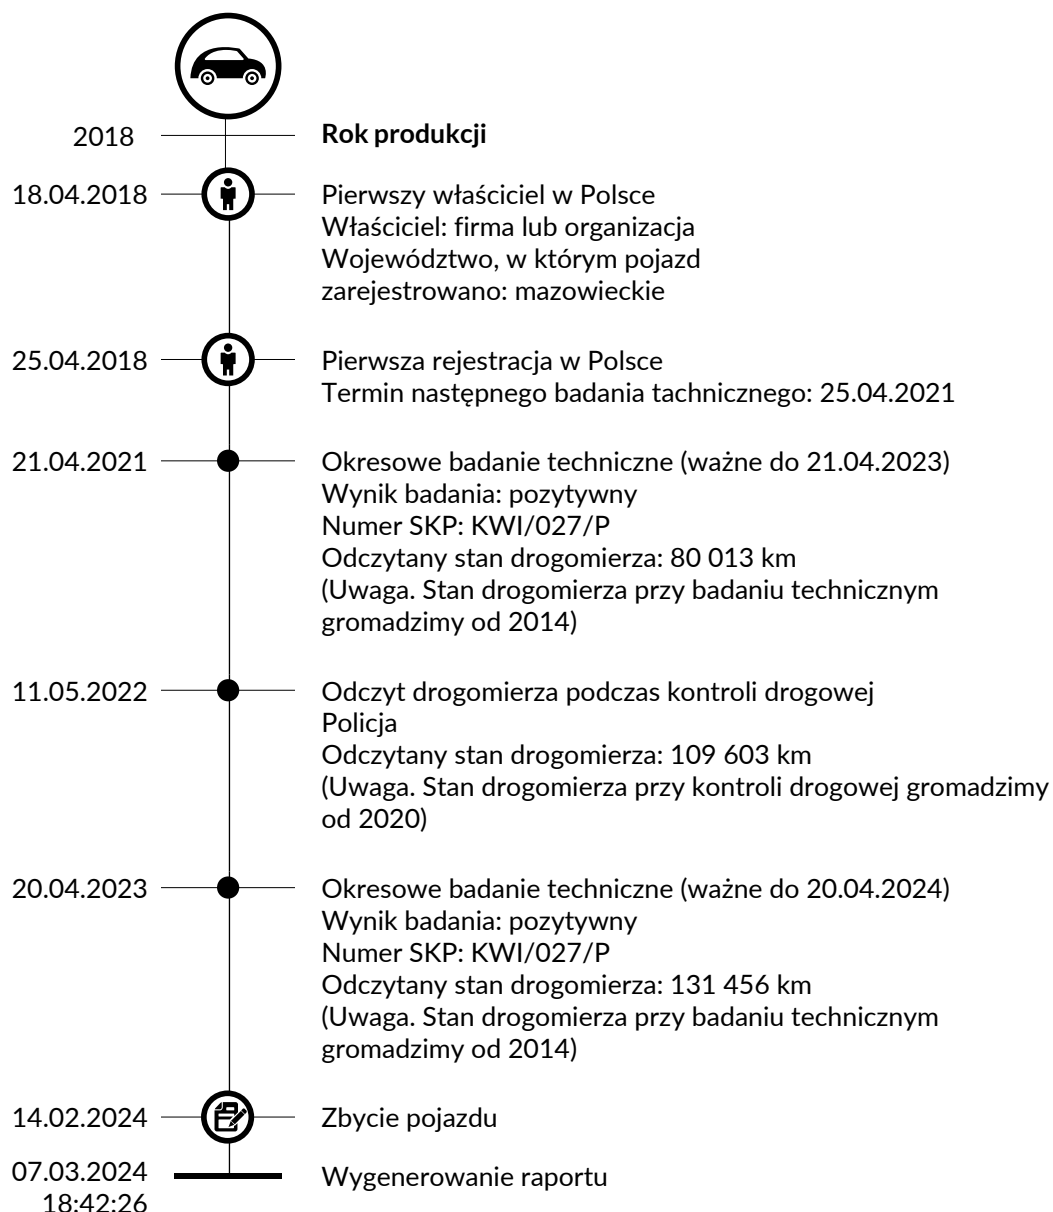 2018 Rok produkcji
18.04.2018 Pierwszy właściciel w Polsce
Właściciel: firma lub organizacja
Województwo, w którym pojazd
zarejestrowano: mazowieckie
25.04.2018 Pierwsza rejestracja w Polsce
Termin następnego badania tachnicznego: 25.04.2021
21.04.2021 Okresowe badanie techniczne (ważne do 21.04.2023)
Wynik badania: pozytywny
Numer SKP: KWI/027/P
Odczytany stan drogomierza: 80 013 km
(Uwaga. Stan drogomierza przy badaniu technicznym
gromadzimy od 2014)
11.05.2022 Odczyt drogomierza podczas kontroli drogowej
Policja
Odczytany stan drogomierza: 109 603 km
(Uwaga. Stan drogomierza przy kontroli drogowej gromadzimy
od 2020)
20.04.2023 Okresowe badanie techniczne (ważne do 20.04.2024)
Wynik badania: pozytywny
Numer SKP: KWI/027/P
Odczytany stan drogomierza: 131 456 km
(Uwaga. Stan drogomierza przy badaniu technicznym
gromadzimy od 2014)
14.02.2024 Zbycie pojazdu
07.03.2024 Wygenerowanie raportu
18:42:26